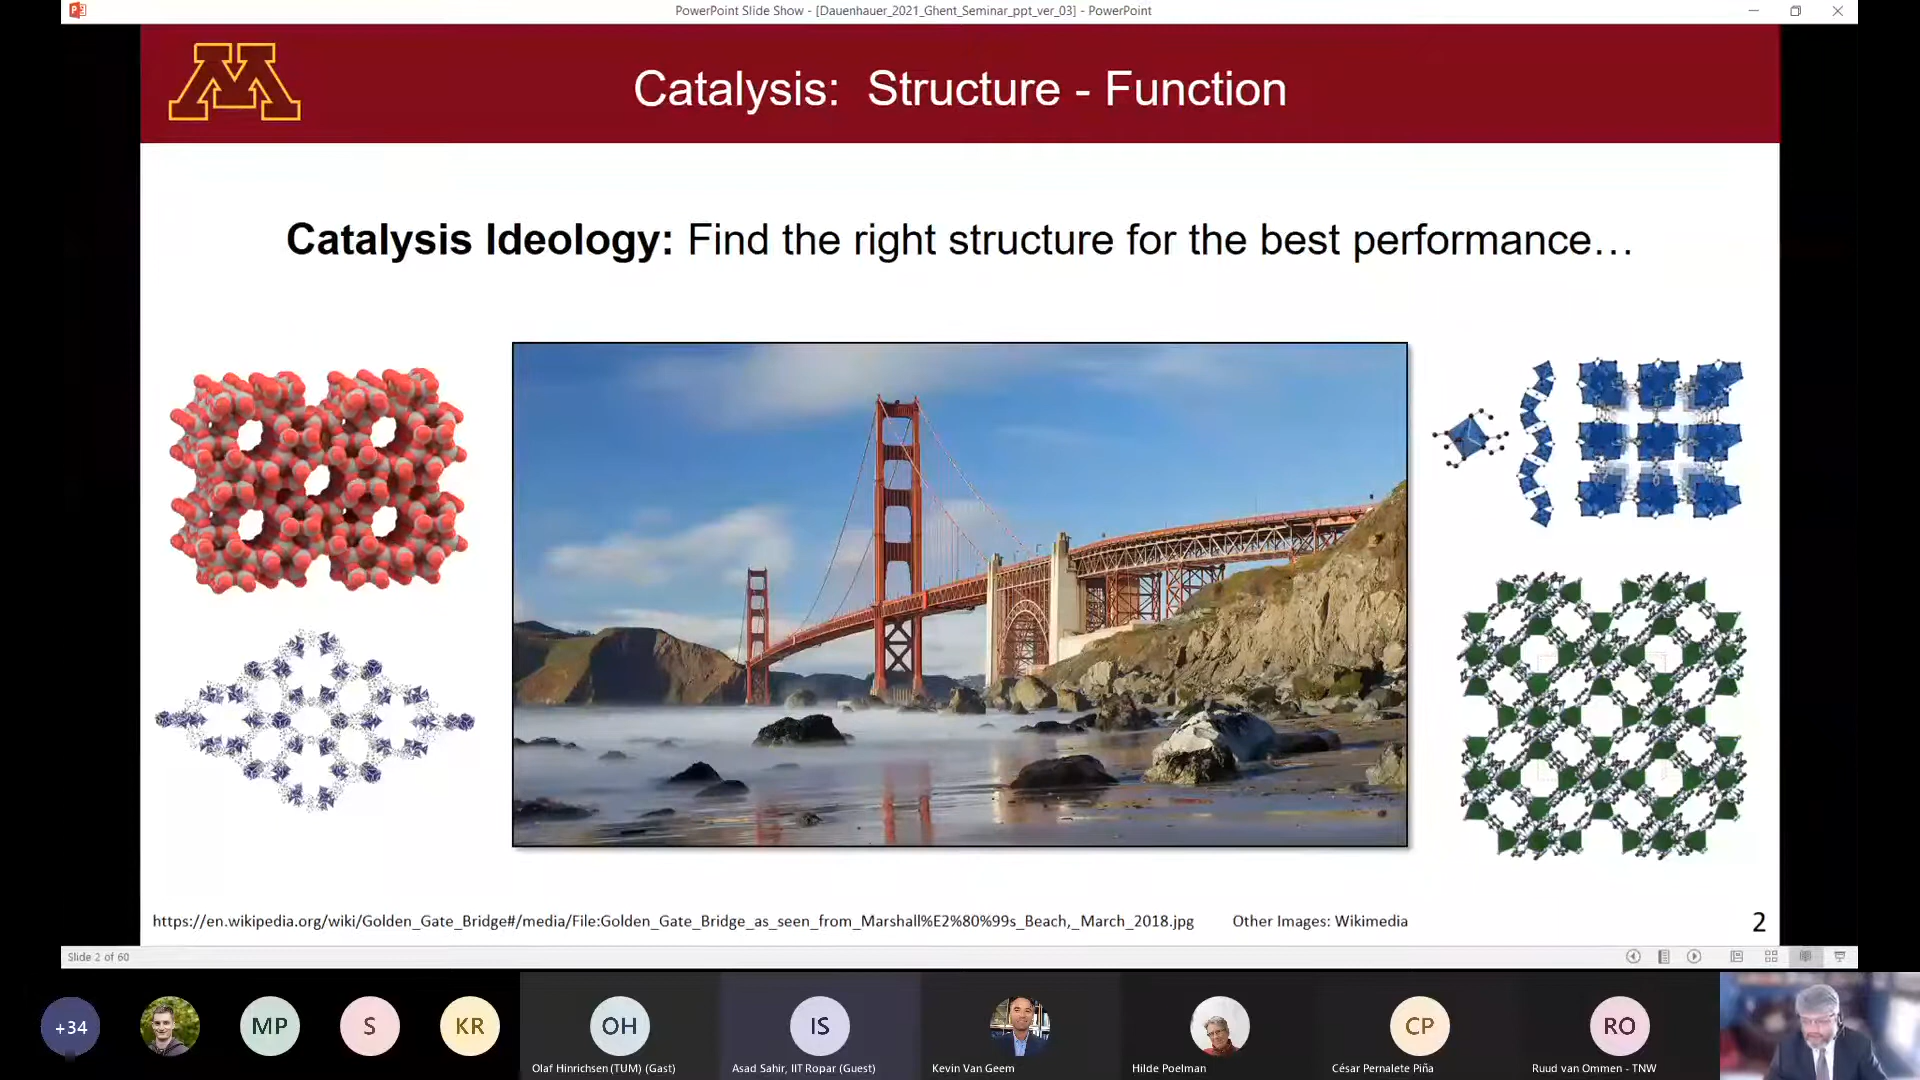 PowerPoint Slide Show - [Dauenhauer_2021_Ghent_Seminar_ppt_ver_03] - PowerPoint
M
Catalysis: Structure - Function
Catalysis Ideology: Find the right structure for the best performance…
https://en.wikipedia.org/wiki/Golden_Gate_Bridge#/media/File:Golden_Gate_Bridge_as_seen_from_Marshall%E2%80%99s_Beach,_March_2018.jpg
Other Images: Wikimedia
2
Slide 2 of 60
+34
MP
S
KR
OH
IS
CP
RO
Olaf Hinrichsen (TUM) (Gast)
Asad Sahir, IIT Ropar (Guest)
Kevin Van Geem
Hilde Poelman
César Pernalete Piña
Ruud van Ommen - TNW